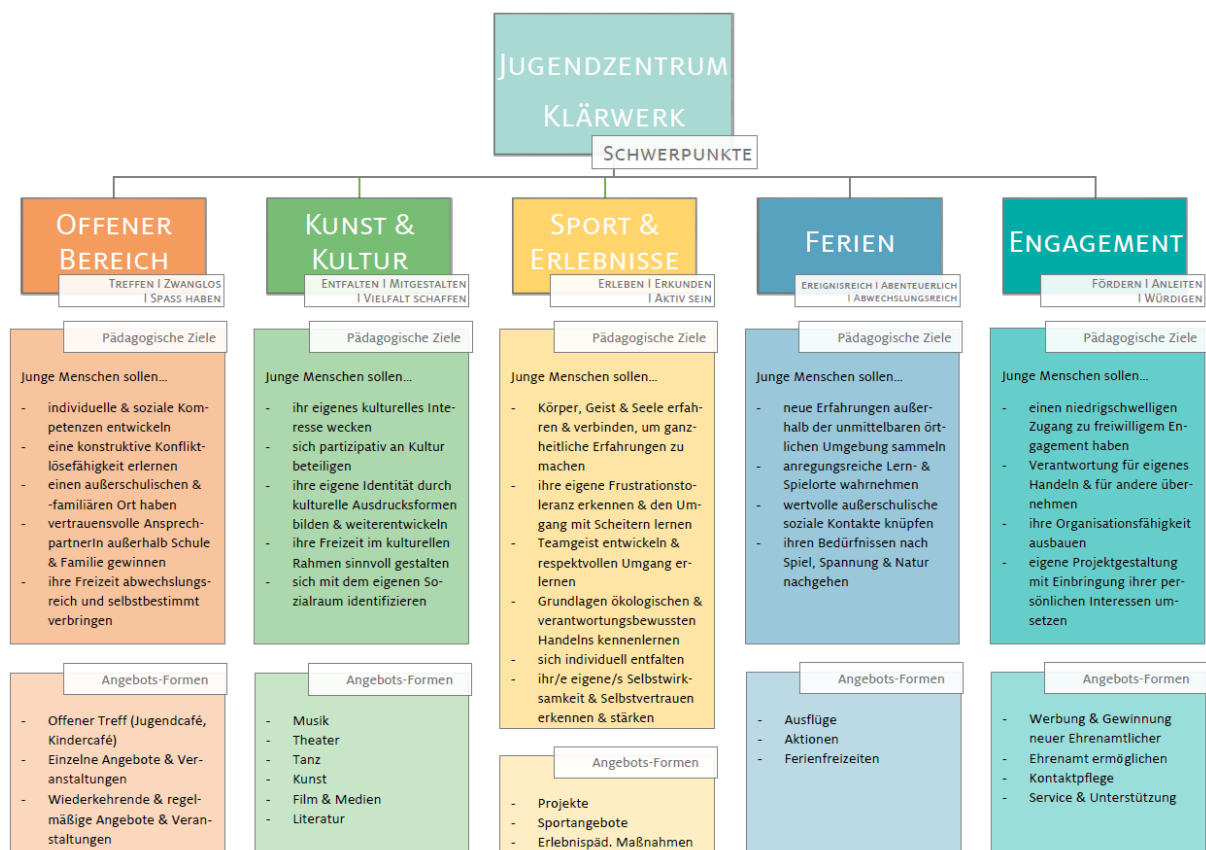 JUGENDZENTRUM
KLÄRWERK
SCHWERPUNKTE
OFFENER
BEREICH
TREFFEN I ZWANGLOS
I SPASS HABEN
Pädagogische Ziele
Junge Menschen sollen...
- individuelle & soziale Kom-
petenzen entwickeln
- eine konstruktive Konflikt-
lösefähigkeit erlernen
- einen außerschulischen &
-familiären Ort haben
- vertrauensvolle Ansprech-
partnerIn außerhalb Schule
& Familie gewinnen
- ihre Freizeit abwechslungs-
reich und selbstbestimmt
verbringen
Angebots-Formen
- Offener Treff (Jugendcafé,
Kindercafé)
- Einzelne Angebote & Ver-
anstaltungen
- Wiederkehrende & regel-
mäßige Angebote & Veran-
staltungen
KUNST &
KULTUR
ENTFALTEN I MITGESTALTEN
I VIELFALT SCHAFFEN
Pädagogische Ziele
Junge Menschen sollen...
- ihr eigenes kulturelles Inte-
resse wecken
- sich partizipativ an Kultur
beteiligen
- ihre eigene Identität durch
kulturelle Ausdrucksformen
bilden & weiterentwickeln
- ihre Freizeit im kulturellen
Rahmen sinnvoll gestalten
- sich mit dem eigenen So-
zialraum identifizieren
Angebots-Formen
- Musik
- Theater
- Tanz
- Kunst
- Film & Medien
- Literatur
SPORT &
ERLEBNISSE
ERLEBEN I ERKUNDEN
I AKTIV SEIN
Pädagogische Ziele
Junge Menschen sollen...
- Körper, Geist & Seele erfah-
ren & verbinden, um ganz-
heitliche Erfahrungen zu
machen
- ihre eigene Frustrationsto-
leranz erkennen & den Um-
gang mit Scheitern lernen
- Teamgeist entwickeln &
respektvollen Umgang er-
lernen
- Grundlagen ökologischen &
verantwortungsbewussten
Handelns kennenlernen
- sich individuell entfalten
- ihr/e eigene/s Selbstwirk-
samkeit & Selbstvertrauen
erkennen & stärken
Angebots-Formen
- Projekte
- Sportangebote
- Erlebnispäd. Maßnahmen
FERIEN
EREIGNISREICH I ABENTEUERLICH
I ABWECHSLUNGSREICH
Pädagogische Ziele
Junge Menschen sollen...
- neue Erfahrungen außer-
halb der unmittelbaren ört-
lichen Umgebung sammeln
- anregungsreiche Lern- &
Spielorte wahrnehmen
- wertvolle außerschulische
soziale Kontakte knüpfen
- ihren Bedürfnissen nach
Spiel, Spannung & Natur
nachgehen
Angebots-Formen
- Ausflüge
- Aktionen
- Ferienfreizeiten
ENGAGEMENT
FÖRDERN I ANLEITEN
I WÜRDIGEN
Pädagogische Ziele
Junge Menschen sollen...
- einen niedrigschwelligen
Zugang zu freiwilligem En-
gagement haben
- Verantwortung für eigenes
Handeln & für andere über-
nehmen
- ihre Organisationsfähigkeit
ausbauen
- eigene Projektgestaltung
mit Einbringung ihrer per-
sönlichen Interessen um-
setzen
Angebots-Formen
- Werbung & Gewinnung
neuer Ehrenamtlicher
- Ehrenamt ermöglichen
- Kontaktpflege
- Service & Unterstützung